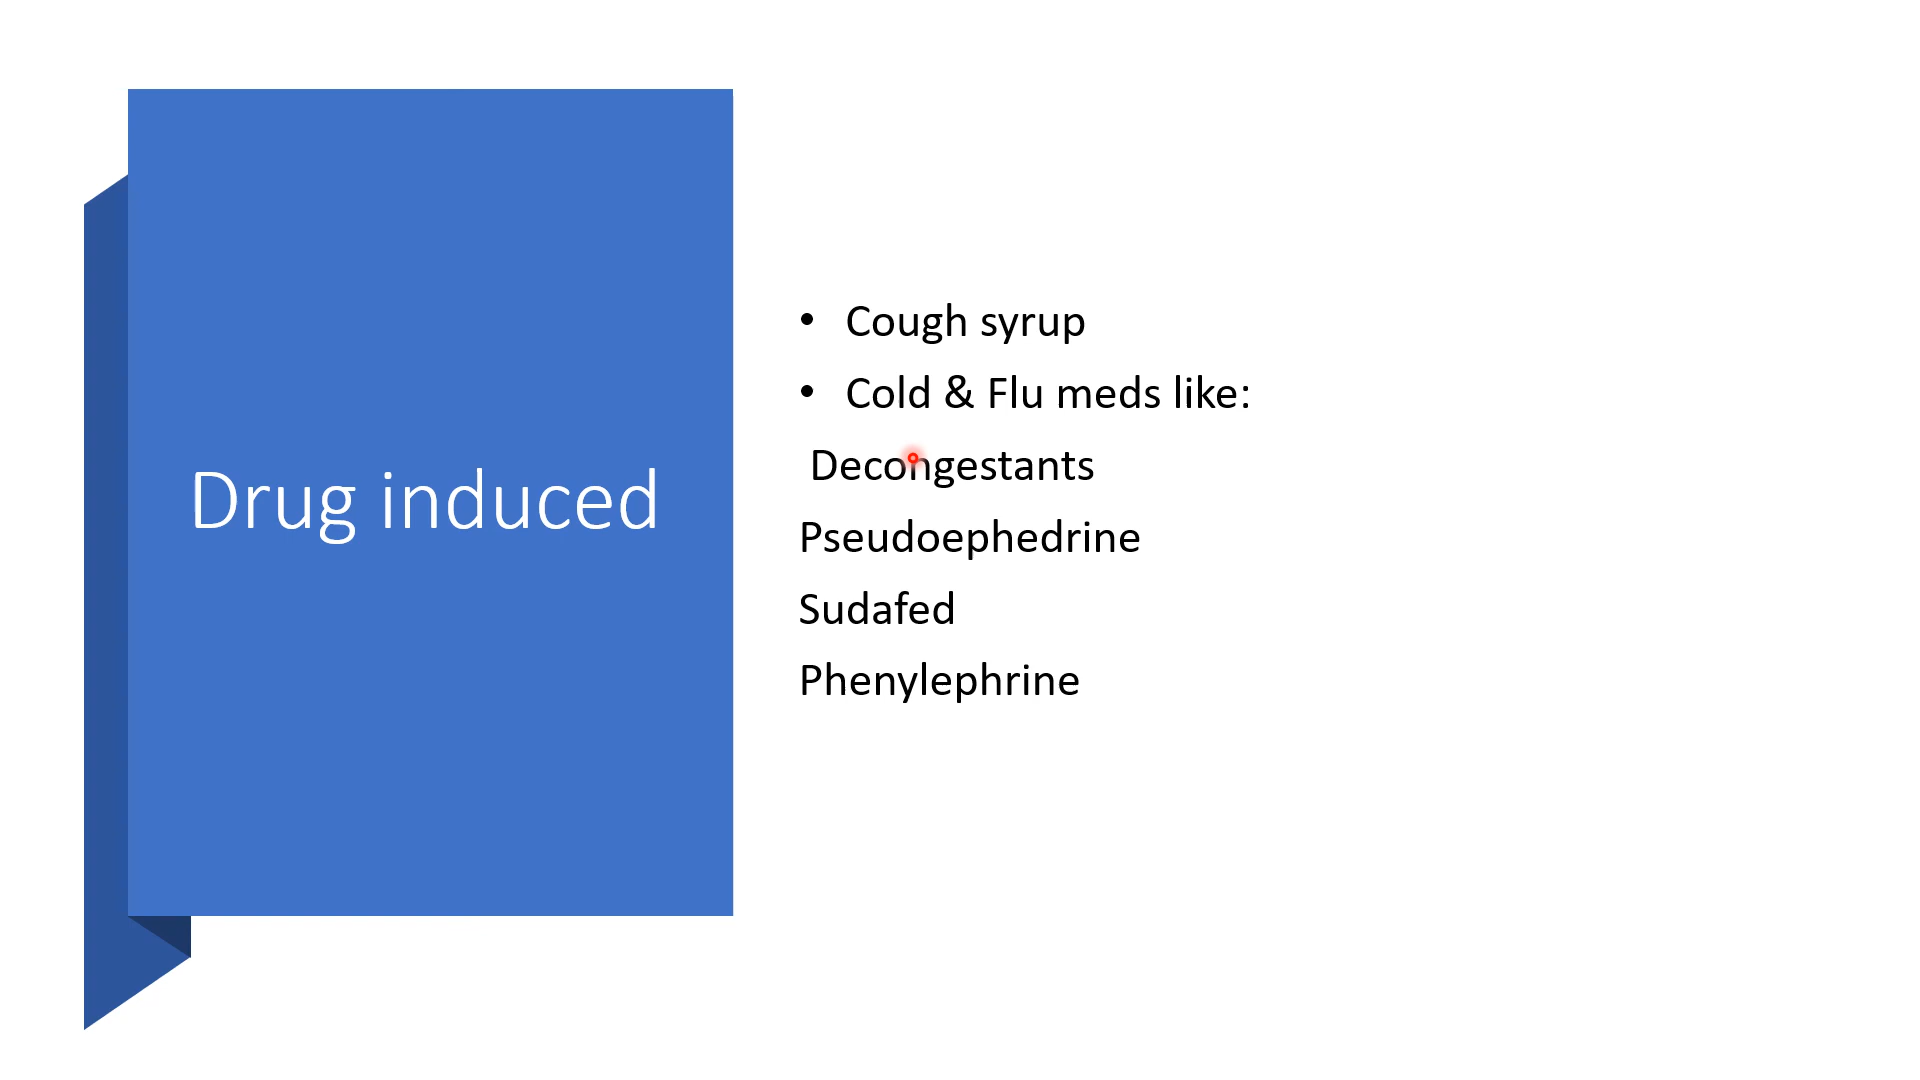 Drug induced
• Cough syrup
• Cold & Flu meds like:
Decongestants
Pseudoephedrine
Sudafed
Phenylephrine